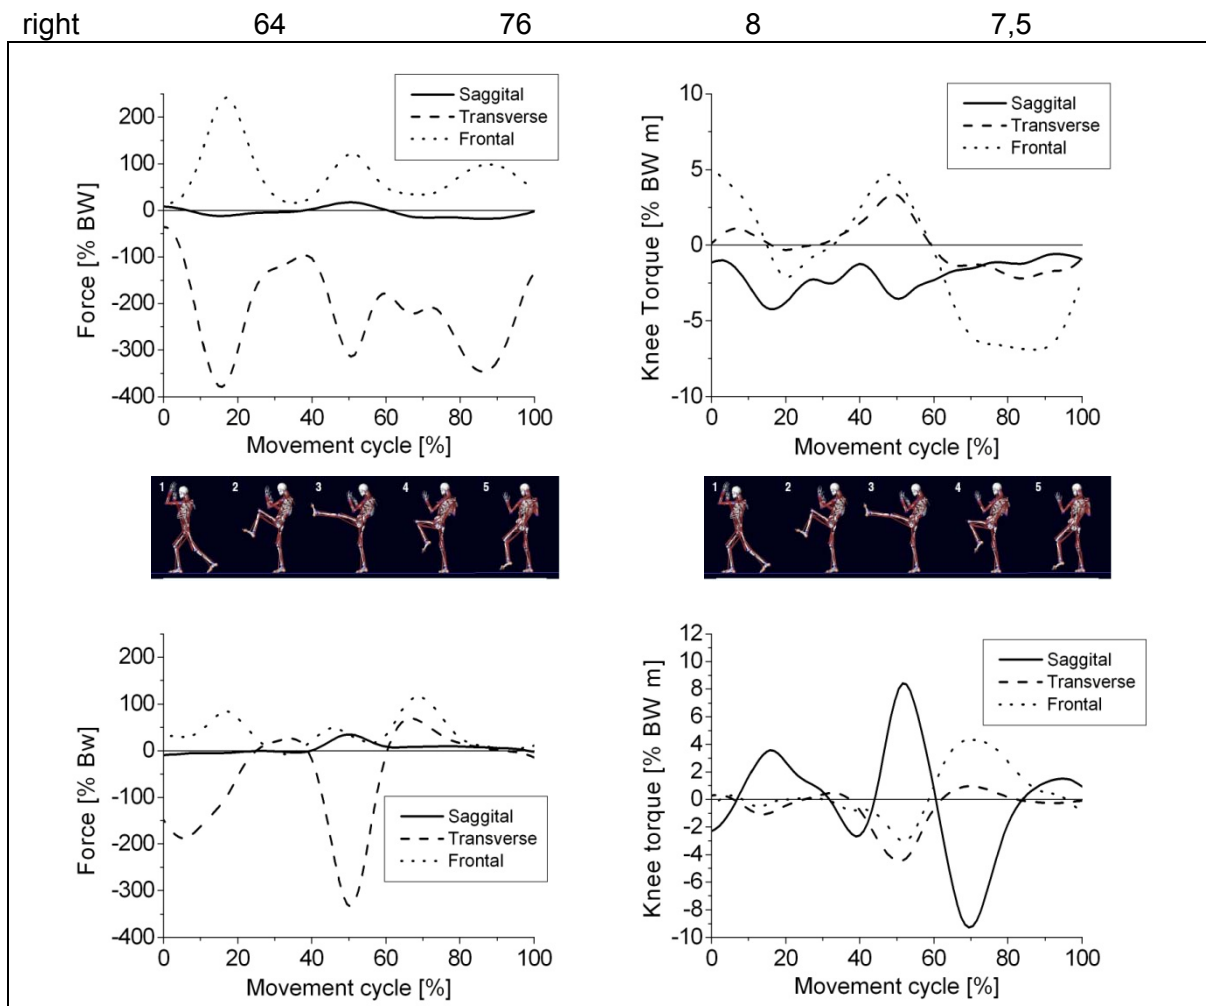 right 64 76 8 7,5
Saggital
Transverse
Frontal
200
100
0
-100
-200
-300
-400
Force [% BW]
0 20 40 60 80 100
Movement cycle [%]
Saggital
Transverse
Frontal
10
5
0
-5
-10
Knee Torque [% BW m]
0 20 40 60 80 100
Movement cycle [%]
1 2 3 4 5
1 2 3 4 5
200
100
0
-100
-200
-300
-400
Force [% Bw]
Saggital
Transverse
Frontal
0 20 40 60 80 100
Movement cycle [%]
12
10
8
6
4
2
0
-2
-4
-6
-8
-10
Knee torque [% BW m]
Saggital
Transverse
Frontal
0 20 40 60 80 100
Movement cycle [%]